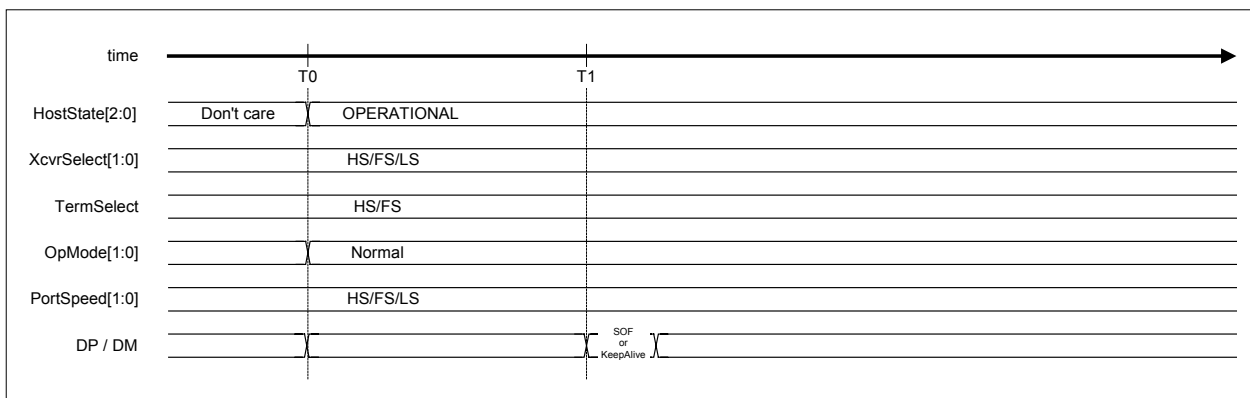 time
T0 T1
HostState[2:0] Don't care OPERATIONAL
XcvrSelect[1:0] HS/FS/LS
TermSelect HS/FS
OpMode[1:0] Normal
PortSpeed[1:0] HS/FS/LS
DP / DM
SOF
or
KeepAlive